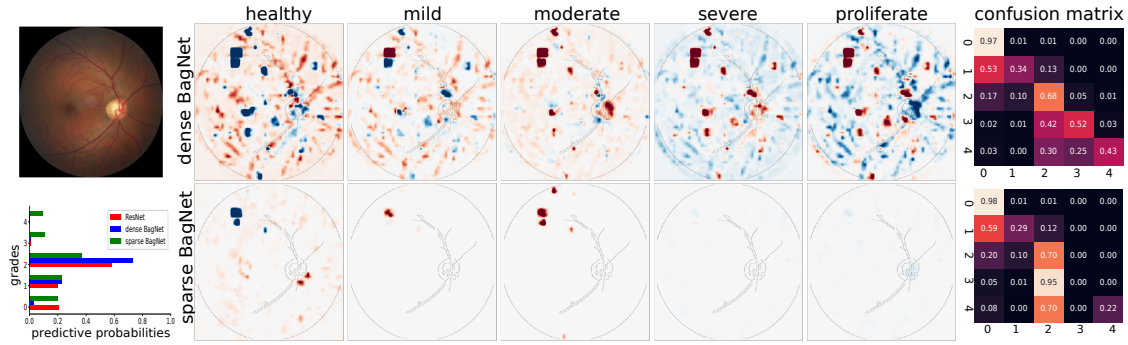 healthy mild moderate severe proliferate confusion matrix
dense BagNet
0 0.97 0.01 0.01 0.00 0.00
1 0.53 0.34 0.13 0.00 0.00
2 0.17 0.10 0.68 0.05 0.01
3 0.02 0.01 0.42 0.52 0.03
4 0.03 0.00 0.30 0.25 0.43
0 1 2 3 4
sparse BagNet
0 0.98 0.01 0.01 0.00 0.00
1 0.59 0.29 0.12 0.00 0.00
2 0.20 0.10 0.70 0.00 0.00
3 0.05 0.01 0.95 0.00 0.00
4 0.08 0.00 0.70 0.00 0.22
0 1 2 3 4
grades
4
3
2
1
0
ResNet
dense BagNet
sparse BagNet
0.0 0.2 0.4 0.6 0.8 1.0
predictive probabilities